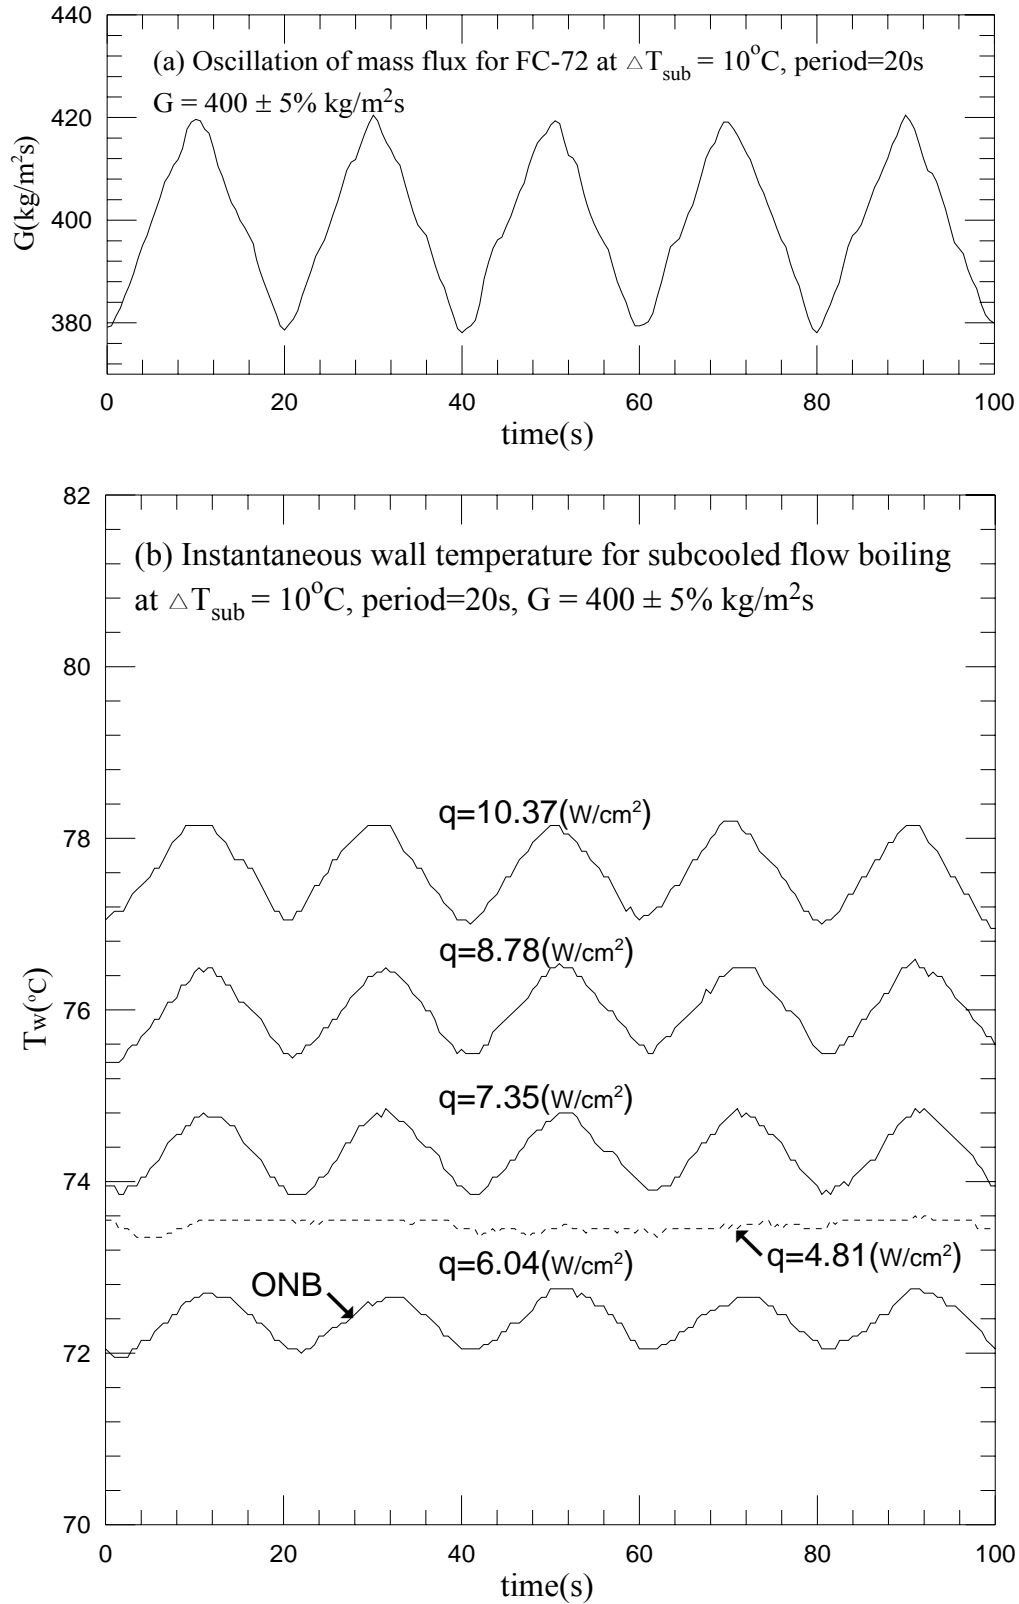 440
(a) Oscillation of mass flux for FC-72 at △T_sub = 10°C, period=20s
G = 400 ± 5% kg/m²s
420
400
380
G(kg/m²s)
0 20 40 60 80 100
time(s)
82
(b) Instantaneous wall temperature for subcooled flow boiling
at △T_sub = 10°C, period=20s, G = 400 ± 5% kg/m²s
80
q=10.37(W/cm²)
78
q=8.78(W/cm²)
Tw(°C)
76
q=7.35(W/cm²)
74
q=4.81(W/cm²)
q=6.04(W/cm²)
ONB
72
70
0 20 40 60 80 100
time(s)